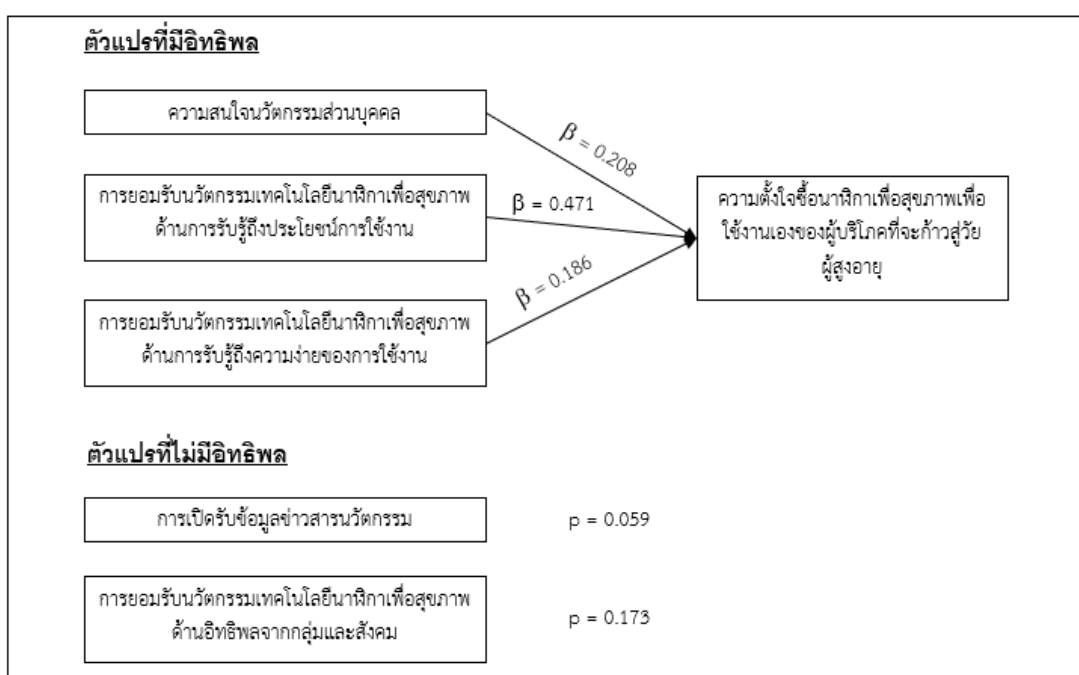 ตัวแปรที่มีอิทธิพล
ความสนใจนวัตกรรมส่วนบุคคล
β = 0.208
การยอมรับนวัตกรรมเทคโนโลยีนาฬิกาเพื่อสุขภาพ
ด้านการรับรู้ถึงประโยชน์การใช้งาน
β = 0.471
ความตั้งใจซื้อนาฬิกาเพื่อสุขภาพเพื่อ
ใช้งานเองของผู้บริโภคที่จะก้าวสู่วัย
ผู้สูงอายุ
β = 0.186
การยอมรับนวัตกรรมเทคโนโลยีนาฬิกาเพื่อสุขภาพ
ด้านการรับรู้ถึงความง่ายของการใช้งาน
ตัวแปรที่ไม่มีอิทธิพล
การเปิดรับข้อมูลข่าวสารนวัตกรรม
p = 0.059
การยอมรับนวัตกรรมเทคโนโลยีนาฬิกาเพื่อสุขภาพ
ด้านอิทธิพลจากกลุ่มและสังคม
p = 0.173